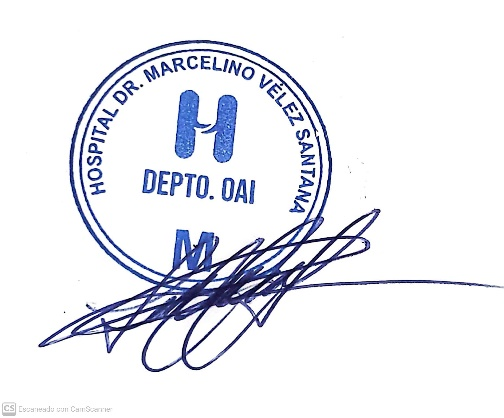 HOSPITAL DR. MARCELINO VÉLEZ SANTANA
H
DEPTO. OAI
M
CS Escaneado con CamScanner